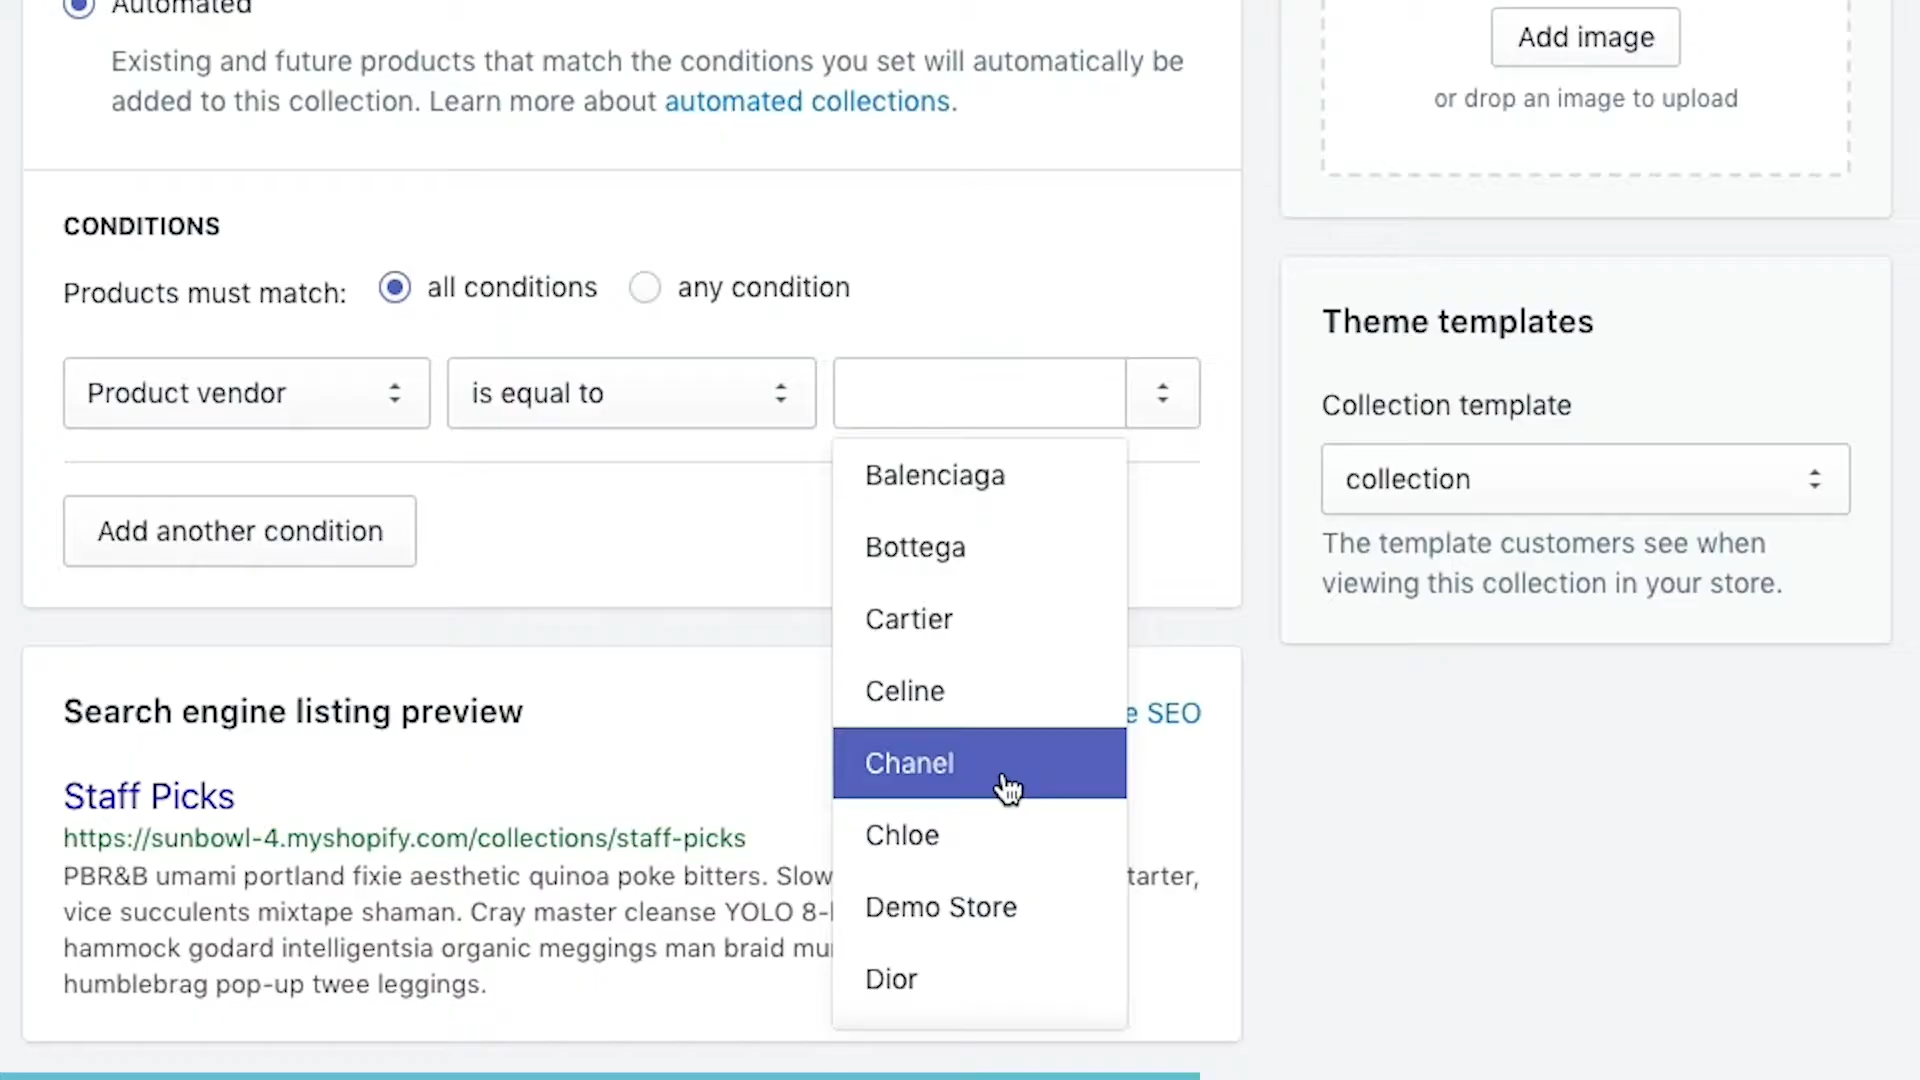 Automated
Existing and future products that match the conditions you set will automatically be
added to this collection. Learn more about automated collections.
CONDITIONS
Products must match: all conditions any condition
Product vendor is equal to
Balenciaga
Bottega
Cartier
Celine
Chanel
Chloe
Demo Store
Dior
Add another condition
Search engine listing preview
SEO
Staff Picks
https://sunbowl-4.myshopify.com/collections/staff-picks
PBR&B umami portland fixie aesthetic quinoa poke bitters. Slow tarter,
vice succulents mixtape shaman. Cray master cleanse YOLO 8-
hammock godard intelligentsia organic meggings man braid
humblebrag pop-up twee leggings.
Add image
or drop an image to upload
Theme templates
Collection template
collection
The template customers see when
viewing this collection in your store.